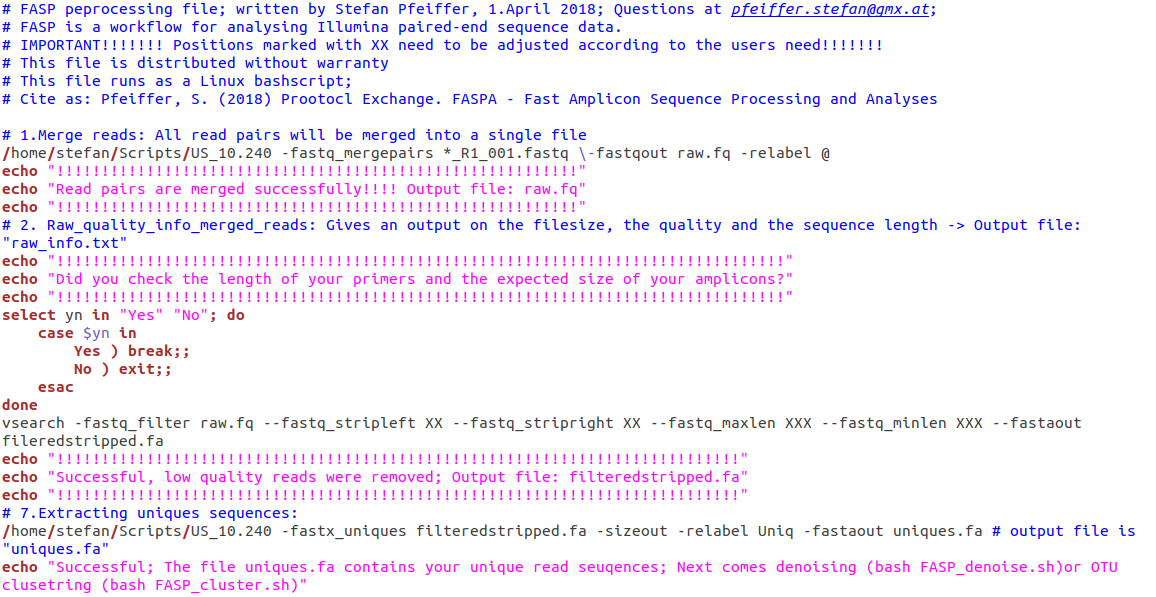 # FASP peprocessing file; written by Stefan Pfeiffer, 1.April 2018; Questions at pfeiffer.stefan@gmx.at;
# FASP is a workflow for analysing Illumina paired-end sequence data.
# IMPORTANT!!!!!!! Positions marked with XX need to be adjusted according to the users need!!!!!!!
# This file is distributed without warranty
# This file runs as a Linux bashscript;
# Cite as: Pfeiffer, S. (2018) Prootocl Exchange. FASPA - Fast Amplicon Sequence Processing and Analyses
# 1.Merge reads: All read pairs will be merged into a single file
/home/stefan/Scripts/US_10.240 -fastq_mergepairs *_R1_001.fastq \-fastqout raw.fq -relabel @
echo "!!!!!!!!!!!!!!!!!!!!!!!!!!!!!!!!!!!!!!!!!!!!!!!!!!!!!!!!!!"
echo "Read pairs are merged successfully!!!! Output file: raw.fq"
echo "!!!!!!!!!!!!!!!!!!!!!!!!!!!!!!!!!!!!!!!!!!!!!!!!!!!!!!!!!!"
# 2. Raw_quality_info_merged_reads: Gives an output on the filesize, the quality and the sequence length -> Output file:
"raw_info.txt"
echo "!!!!!!!!!!!!!!!!!!!!!!!!!!!!!!!!!!!!!!!!!!!!!!!!!!!!!!!!!!!!!!!!!!!!!!!!!!!!!!!!!"
echo "Did you check the length of your primers and the expected size of your amplicons?"
echo "!!!!!!!!!!!!!!!!!!!!!!!!!!!!!!!!!!!!!!!!!!!!!!!!!!!!!!!!!!!!!!!!!!!!!!!!!!!!!!!!!"
select yn in "Yes" "No"; do
    case $yn in
        Yes ) break;;
        No ) exit;;
    esac
done
vsearch -fastq_filter raw.fq --fastq_stripleft XX --fastq_stripright XX --fastq_maxlen XXX --fastq_minlen XXX --fastaout
fileredstripped.fa
echo "!!!!!!!!!!!!!!!!!!!!!!!!!!!!!!!!!!!!!!!!!!!!!!!!!!!!!!!!!!!!!!!!!!!!!!!!!!!!"
echo "Successful, low quality reads were removed; Output file: filteredstripped.fa"
echo "!!!!!!!!!!!!!!!!!!!!!!!!!!!!!!!!!!!!!!!!!!!!!!!!!!!!!!!!!!!!!!!!!!!!!!!!!!!!"
# 7.Extracting uniques sequences:
/home/stefan/Scripts/US_10.240 -fastx_uniques filteredstripped.fa -sizeout -relabel Uniq -fastaout uniques.fa # output file is
"uniques.fa"
echo "Successful; The file uniques.fa contains your unique read seuqences; Next comes denoising (bash FASP_denoise.sh)or OTU
clusetring (bash FASP_cluster.sh)"